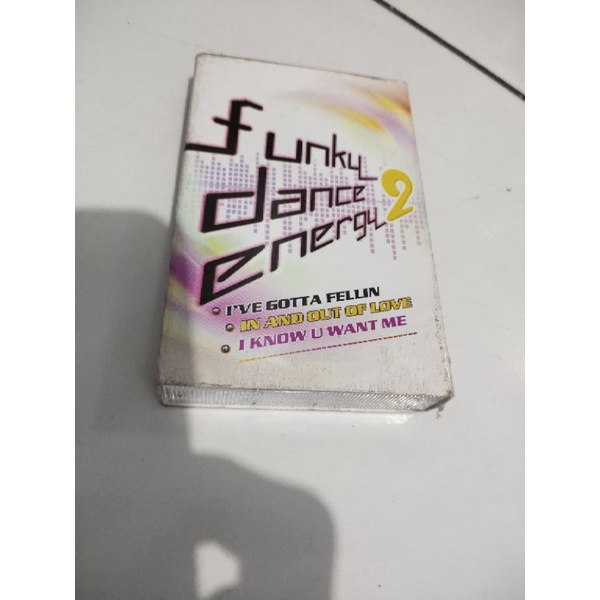 funky
dance 2
energy
I'VE GOTTA FELLIN
IN AND OUT OF LOVE
I KNOW U WANT ME